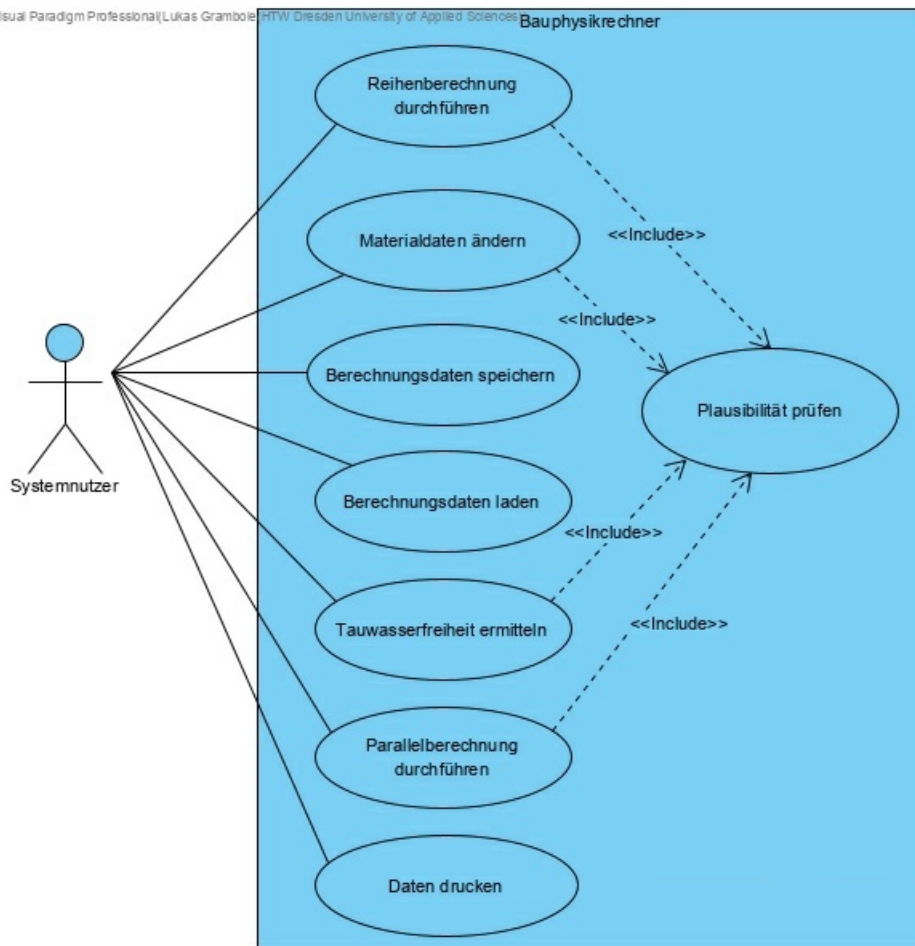 isual Paradigm Professional(Lukas Grambole(HTW Dresden University of Applied Sciences))
Bauphysikrechner
Reihenberechnung
durchführen
<<Include>>
Materialdaten ändern
<<Include>>
Berechnungsdaten speichern
Plausibilität prüfen
Systemnutzer
Berechnungsdaten laden
<<Include>>
Tauwasserfreiheit ermitteln
<<Include>>
Parallelberechnung
durchführen
Daten drucken